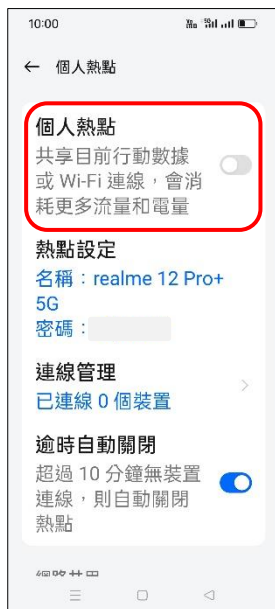 10:00
← 個人熱點
個人熱點
共享目前行動數據
或 Wi-Fi 連線，會消
耗更多流量和電量
熱點設定
名稱：realme 12 Pro+
5G
密碼：
連線管理
已連線 0 個裝置
逾時自動關閉
超過 10 分鐘無裝置
連線，則自動關閉
熱點